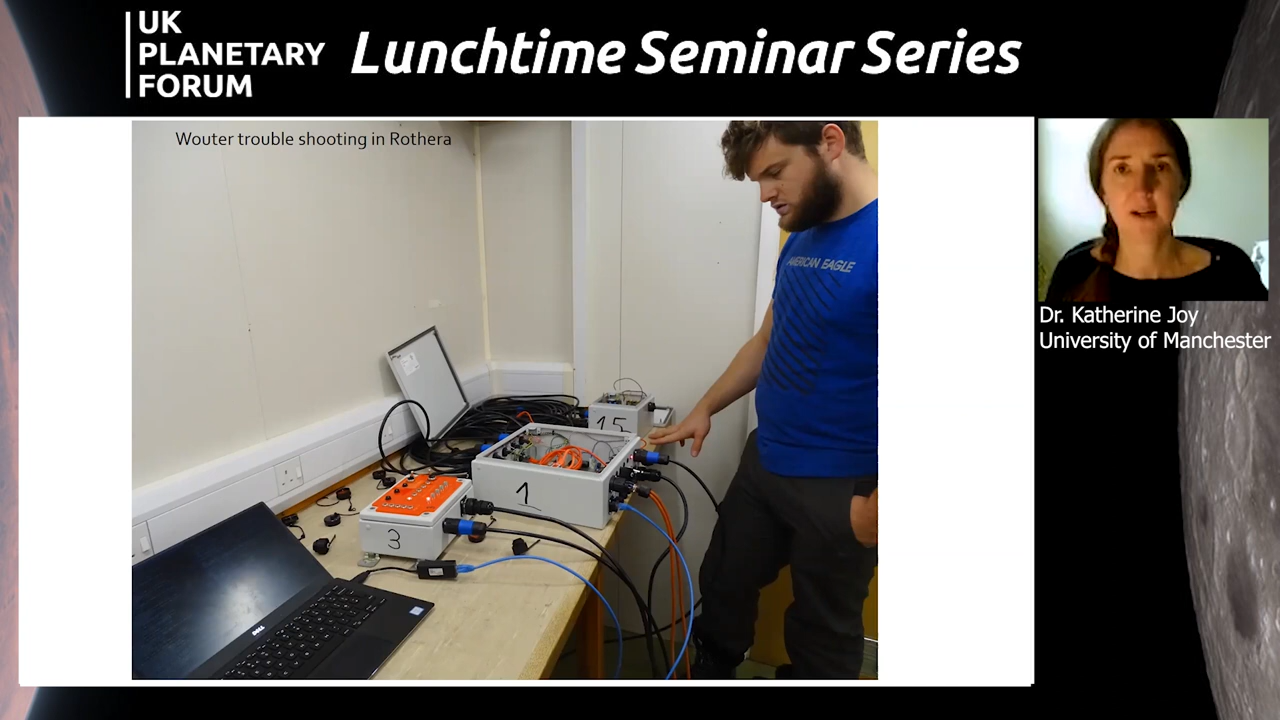 UK
PLANETARY
FORUM
Lunchtime Seminar Series
Wouter trouble shooting in Rothera
AMERICAN EAGLE
15
1
3
DELL
Dr. Katherine Joy
University of Manchester